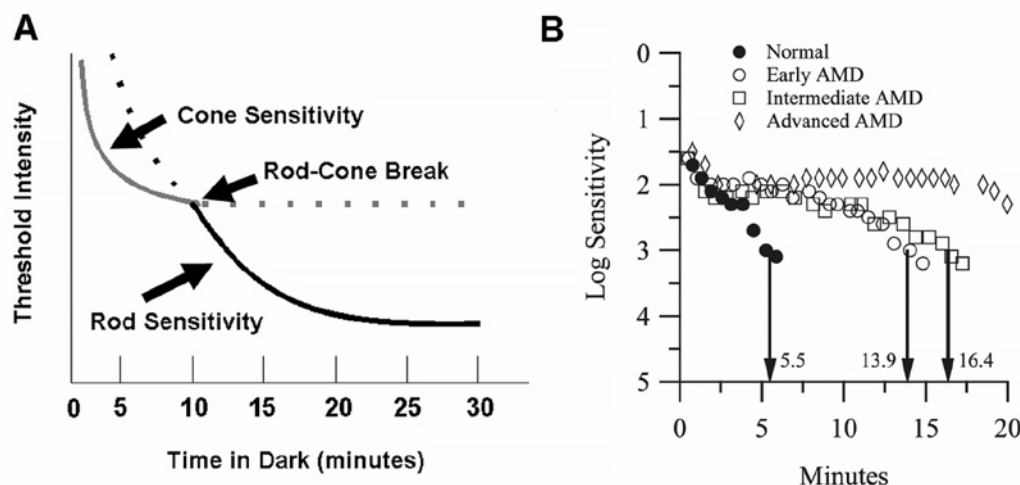 A
Threshold Intensity
Cone Sensitivity
Rod-Cone Break
Rod Sensitivity
0 5 10 15 20 25 30
Time in Dark (minutes)
B
Normal
Early AMD
Intermediate AMD
Advanced AMD
Log Sensitivity
0
1
2
3
4
5
5.5
13.9
16.4
0 5 10 15 20
Minutes